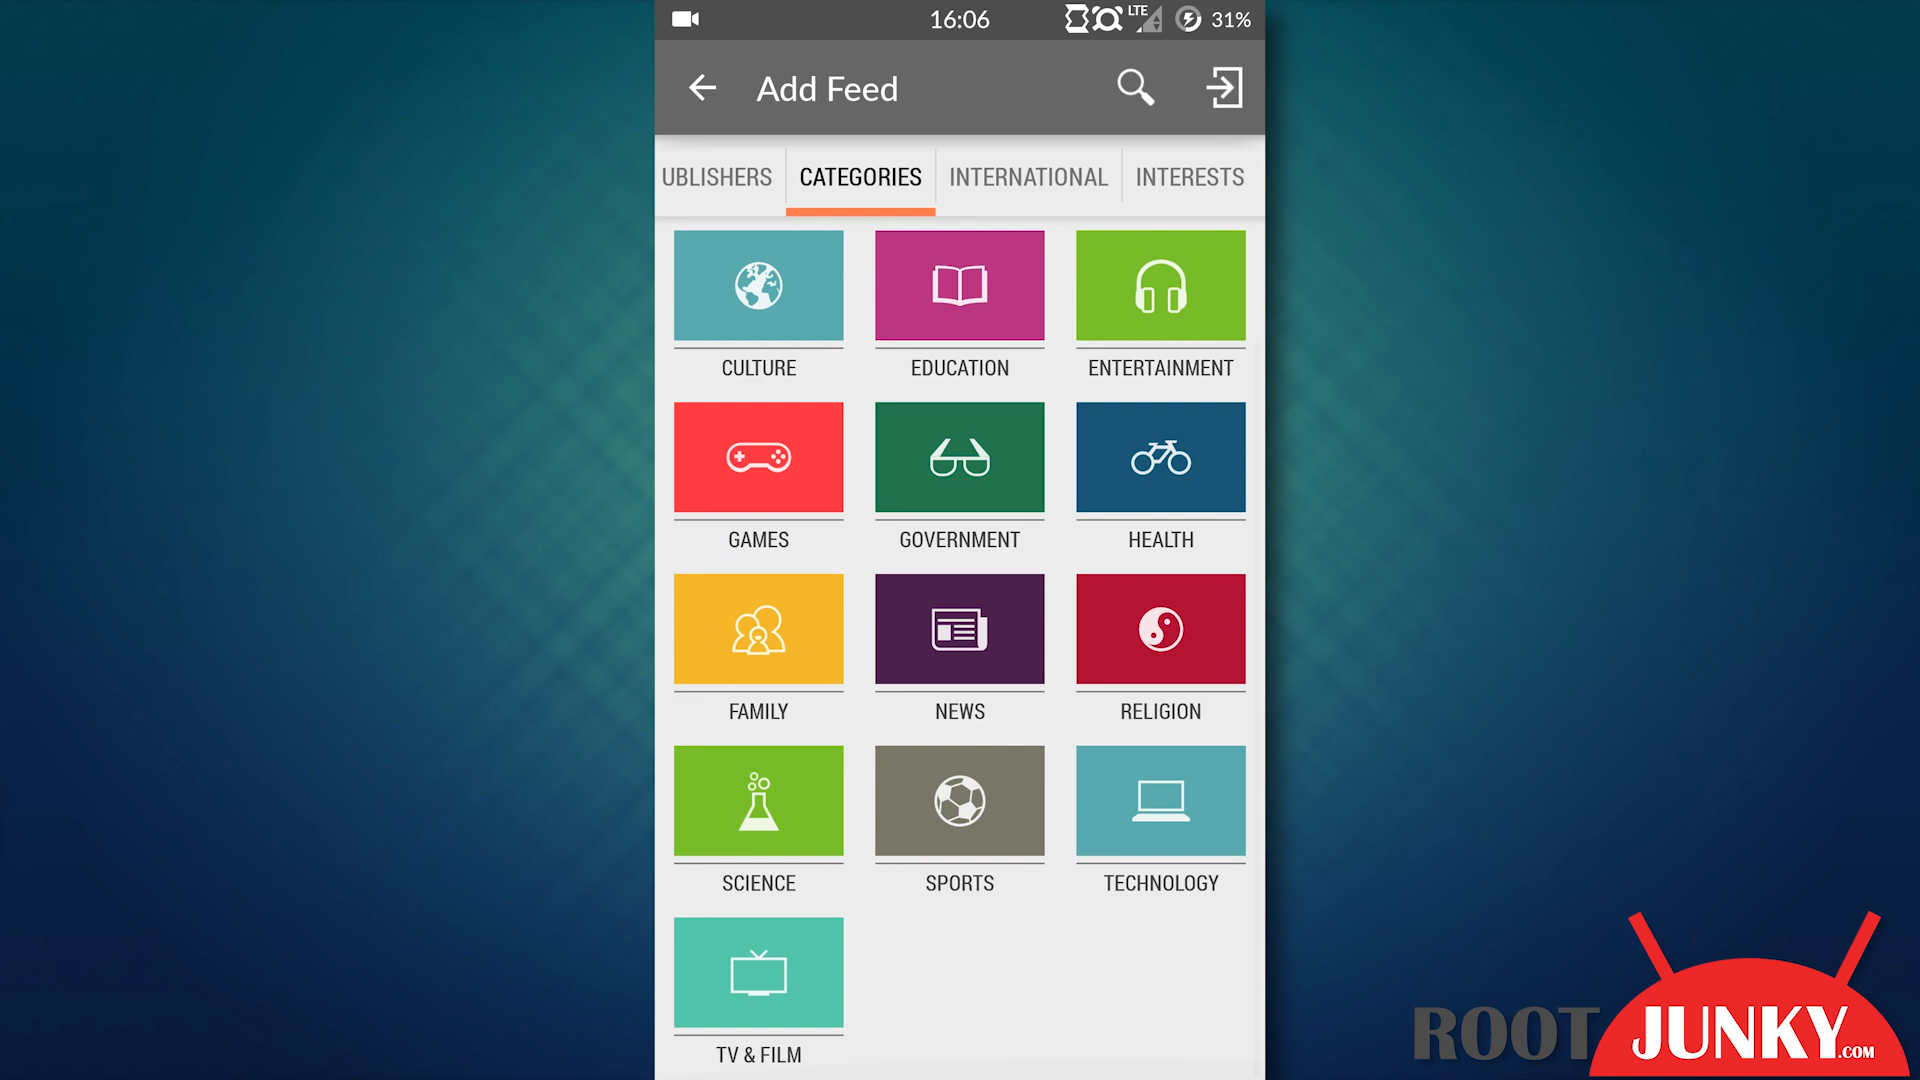 16:06 LTE 31%
Add Feed
UBLISHERS CATEGORIES INTERNATIONAL INTERESTS
CULTURE EDUCATION ENTERTAINMENT
GAMES GOVERNMENT HEALTH
FAMILY NEWS RELIGION
SCIENCE SPORTS TECHNOLOGY
TV & FILM
ROOT JUNKY.COM